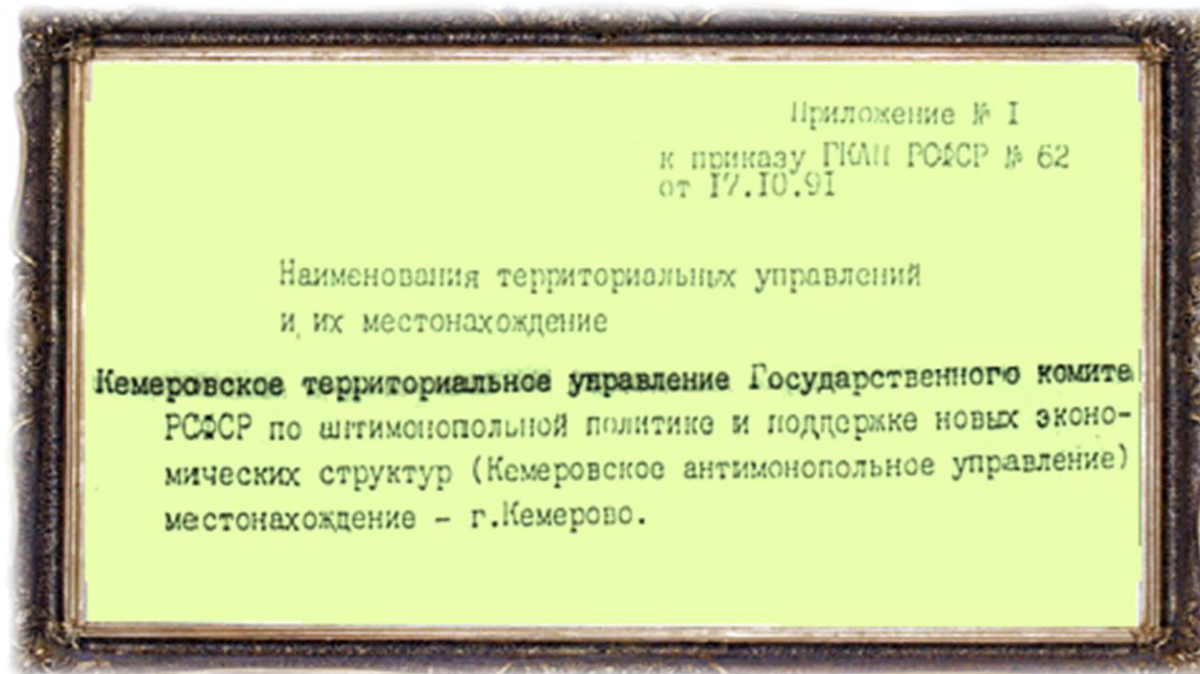 Приложение № I
к приказу ГКАП РСФСР № 62
от 17.10.91
Наименования территориальных управлений
и их местонахождение
Кемеровское территориальное управление Государственного комите
РСФСР по антимонопольной политике и поддержке новых эконо-
мических структур (Кемеровское антимонопольное управление)
местонахождение - г.Кемерово.